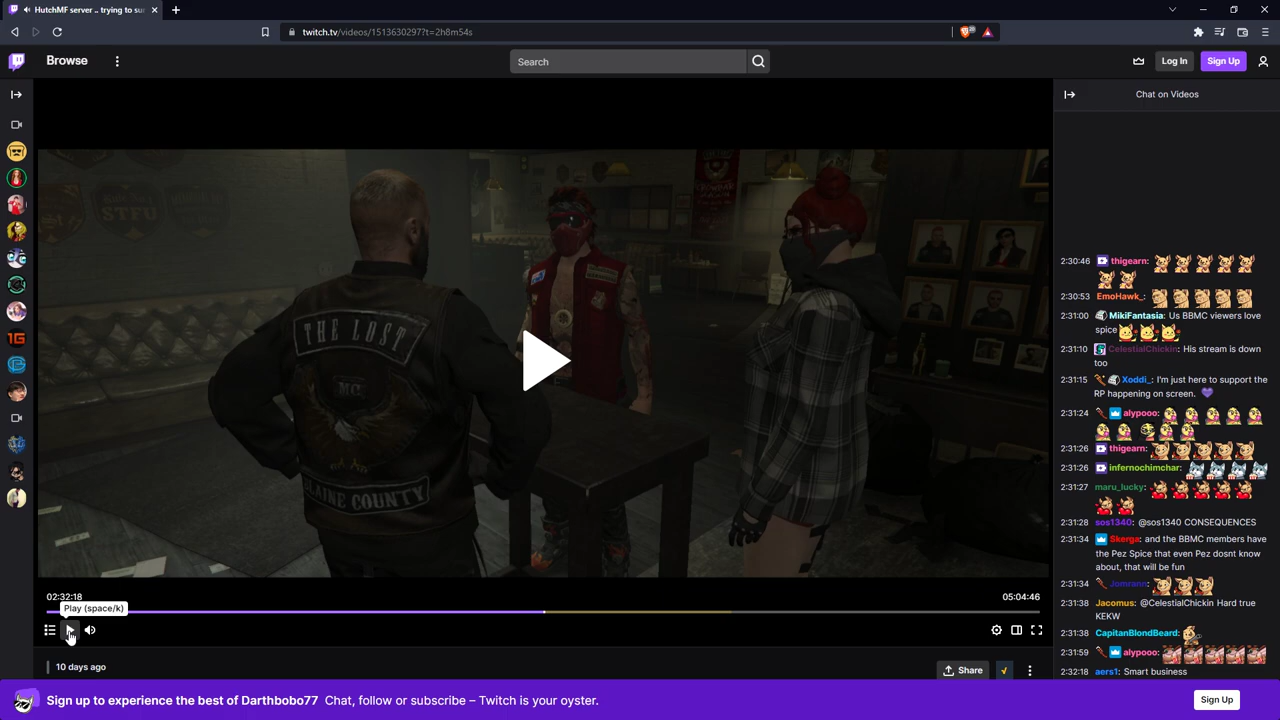 HutchMF server .. trying to su
twitch.tv/videos/1513630297?t=2h8m54s
Browse
Search
Log In
Sign Up
Chat on Videos
STFU
THE LOST
MC
BLAINE COUNTY
2:30:46 thigearn:
2:30:53 EmoHawk_:
2:31:00 MikiFantasia: Us BBMC viewers love
spice
2:31:10 CelestialChickin: His stream is down
too
2:31:15 Xoddi_: I'm just here to support the
RP happening on screen.
2:31:24 alypooo:
2:31:26 thigearn:
2:31:26 infernochimchar:
2:31:27 maru_lucky:
2:31:28 sos1340: @sos1340 CONSEQUENCES
2:31:34 Skerga: and the BBMC members have
the Pez Spice that even Pez dosnt know
about, that will be fun
2:31:34 Jomrann:
2:31:38 Jacomus: @CelestialChickin Hard true
KEKW
2:31:38 CapitanBlondBeard:
2:31:59 alypooo:
2:32:18 aers1: Smart business
02:32:18
05:04:46
Play (space/k)
10 days ago
Share
Sign up to experience the best of Darthbobo77 Chat, follow or subscribe – Twitch is your oyster.
Sign Up